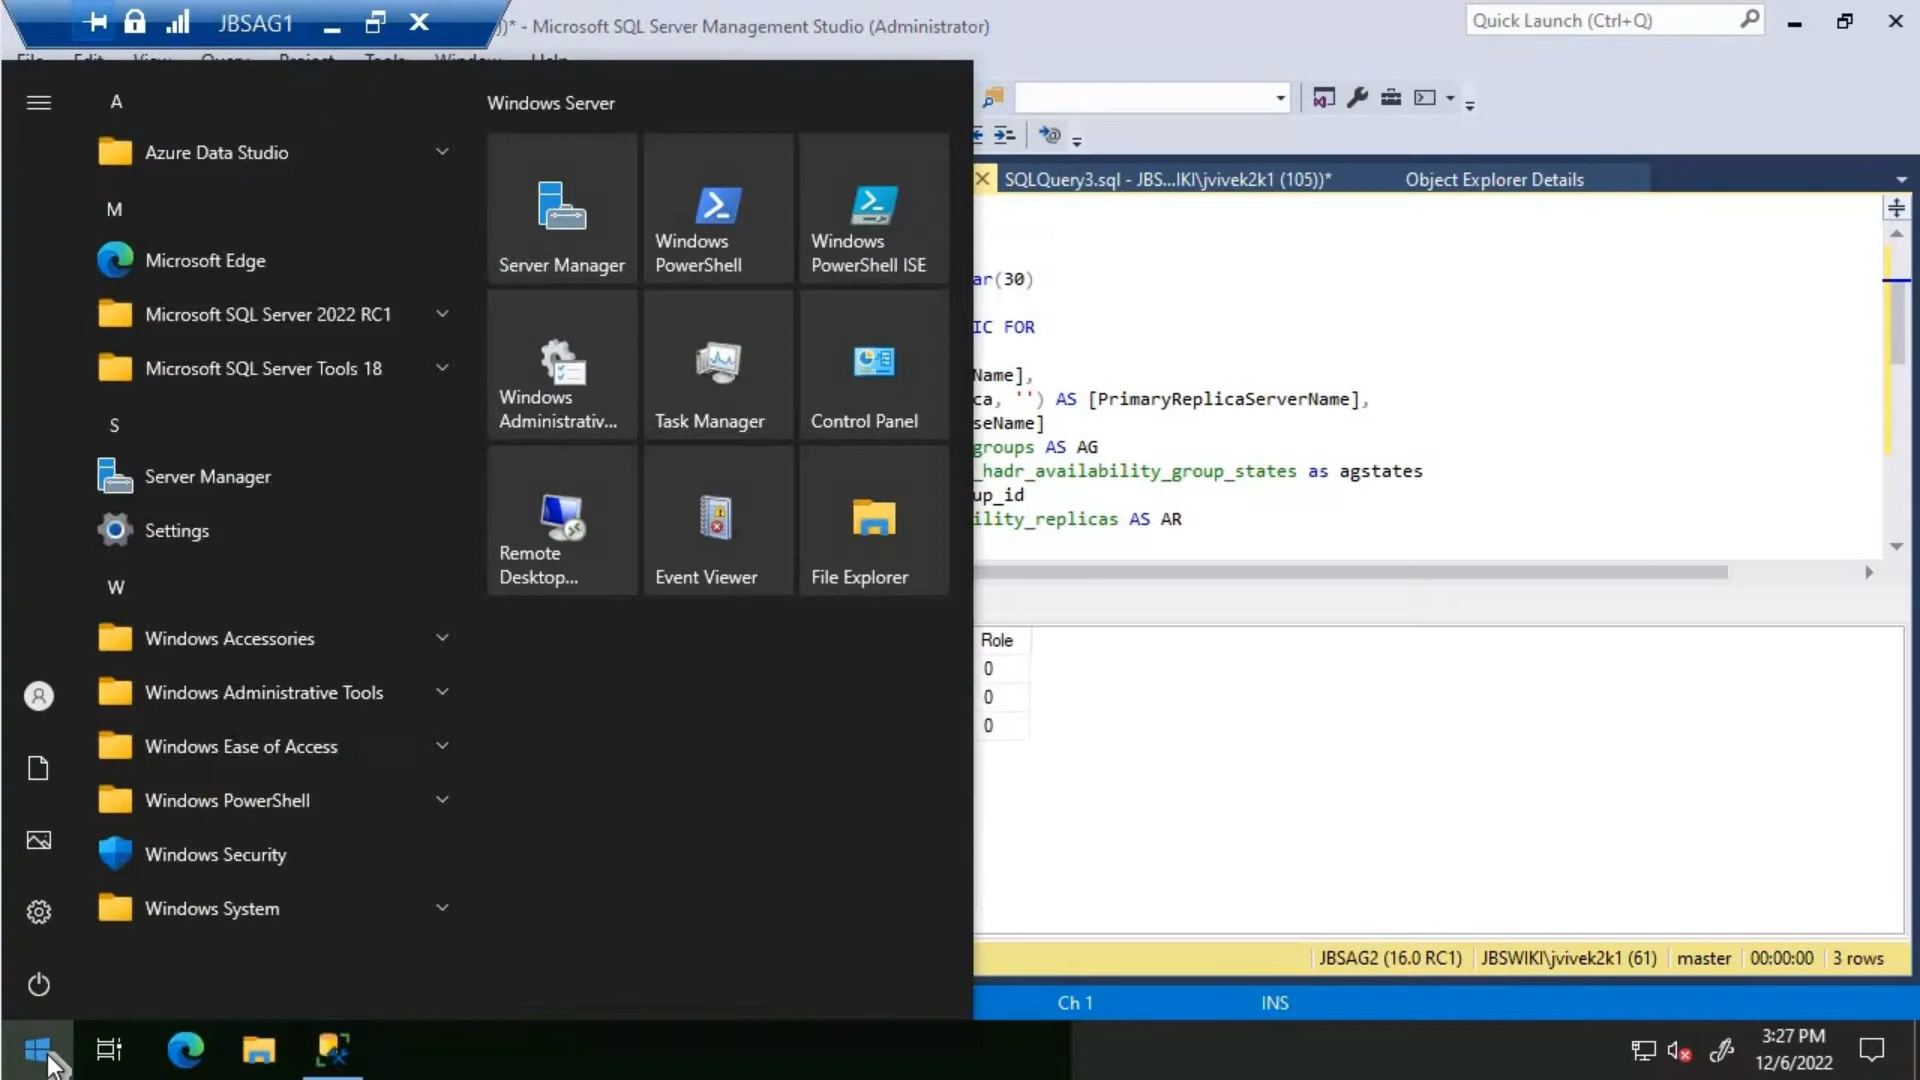 JBSAG1
))* - Microsoft SQL Server Management Studio (Administrator)
Quick Launch (Ctrl+Q)
A
Azure Data Studio
M
Microsoft Edge
Microsoft SQL Server 2022 RC1
Microsoft SQL Server Tools 18
S
Server Manager
Settings
W
Windows Accessories
Windows Administrative Tools
Windows Ease of Access
Windows PowerShell
Windows Security
Windows System
Windows Server
Server Manager
Windows
PowerShell
Windows
PowerShell ISE
Windows
Administrativ...
Task Manager
Control Panel
Remote
Desktop...
Event Viewer
File Explorer
SQLQuery3.sql - JBS...IKI\jvivek2k1 (105))*
Object Explorer Details
ar(30)
IC FOR
Name],
ca, '') AS [PrimaryReplicaServerName],
seName]
groups AS AG
_hadr_availability_group_states as agstates
up_id
ility_replicas AS AR
Role
0
0
0
JBSAG2 (16.0 RC1)
JBSWIKI\jvivek2k1 (61)
master
00:00:00
3 rows
Ch 1
INS
3:27 PM
12/6/2022